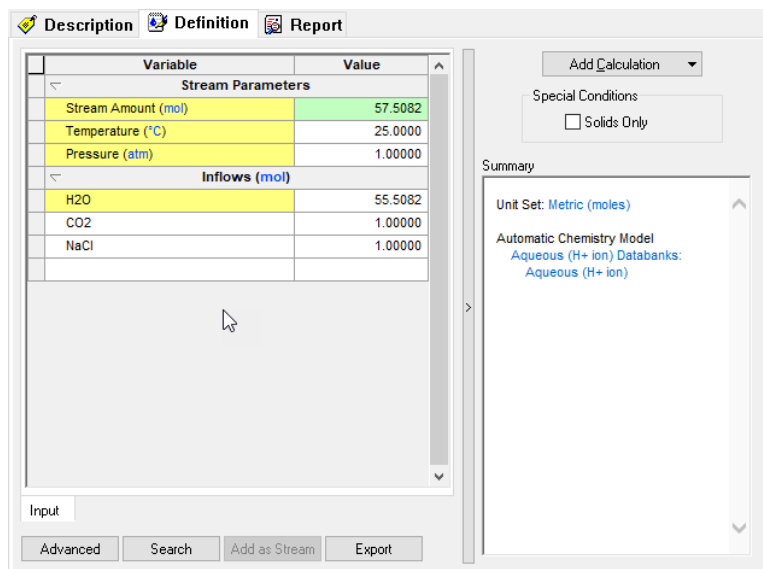 Description Definition Report
Variable Value
Stream Parameters
Stream Amount (mol) 57.5082
Temperature (°C) 25.0000
Pressure (atm) 1.00000
Inflows (mol)
H2O 55.5082
CO2 1.00000
NaCl 1.00000
Input
Advanced Search Add as Stream Export
>
Add Calculation
Special Conditions
Solids Only
Summary
Unit Set: Metric (moles)
Automatic Chemistry Model
Aqueous (H+ ion) Databanks:
Aqueous (H+ ion)